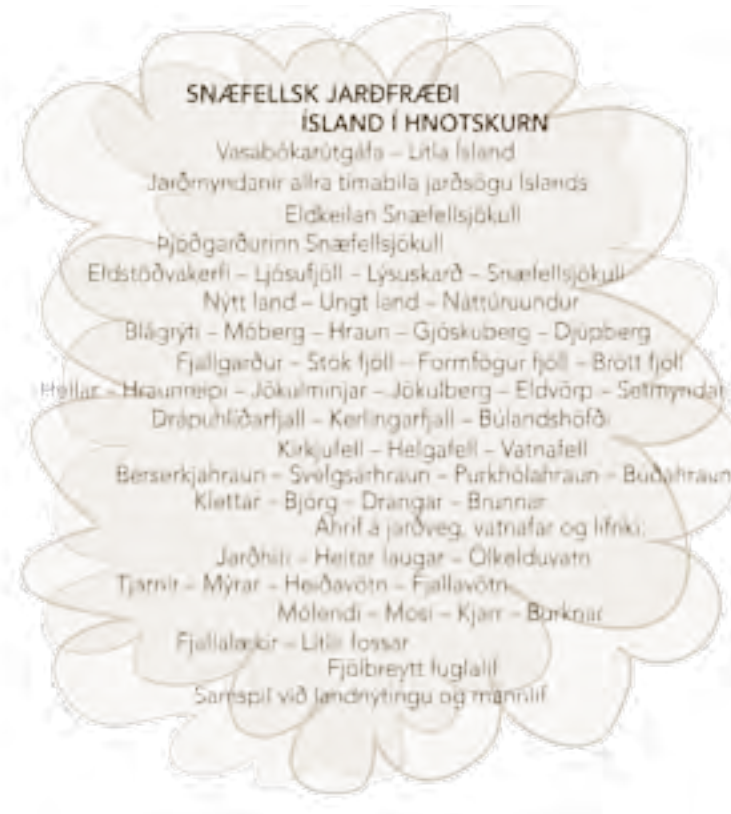 SNÆFELLSK JARÐFRÆÐI
ÍSLAND Í HNOTSKURN
Vasabókarútgáfa – Litla Ísland
Jarðmyndanir allra tímabila jarðsögu Íslands
Eldkeilan Snæfellsjökull
Þjóðgarðurinn Snæfellsjökull
Eldstöðvakerfi – Ljósufjöll – Lýsuskarð – Snæfellsjökull
Nýtt land – Ungt land – Náttúruundur
Blágrýti – Móberg – Hraun – Gjóskuberg – Djúpberg
Fjallgarður – Stök fjöll – Formfögur fjöll – Brött fjöll
Hellar – Hraunreipi – Jökulminjar – Jökulberg – Eldvörp – Setmyndar
Drápuhlíðarfjall – Kerlingarfjall – Búlandshöfði
Kirkjufell – Helgafell – Vatnafell
Berserkjahraun – Svelgsárhraun – Purkhólahraun – Búðahraun
Klettar – Björg – Drangar – Brunnar
Áhrif á jarðveg, vatnafar og lífríki:
Jarðhiti – Heitar laugar – Ölkelduvatn
Tjarnir – Mýrar – Heiðavötn – Fjallavötn
Mólendi – Mosi – Kjarr – Burknar
Fjallalækir – Litlir fossar
Fjölbreytt fuglalíf
Samspil við landnýtingu og mannlíf